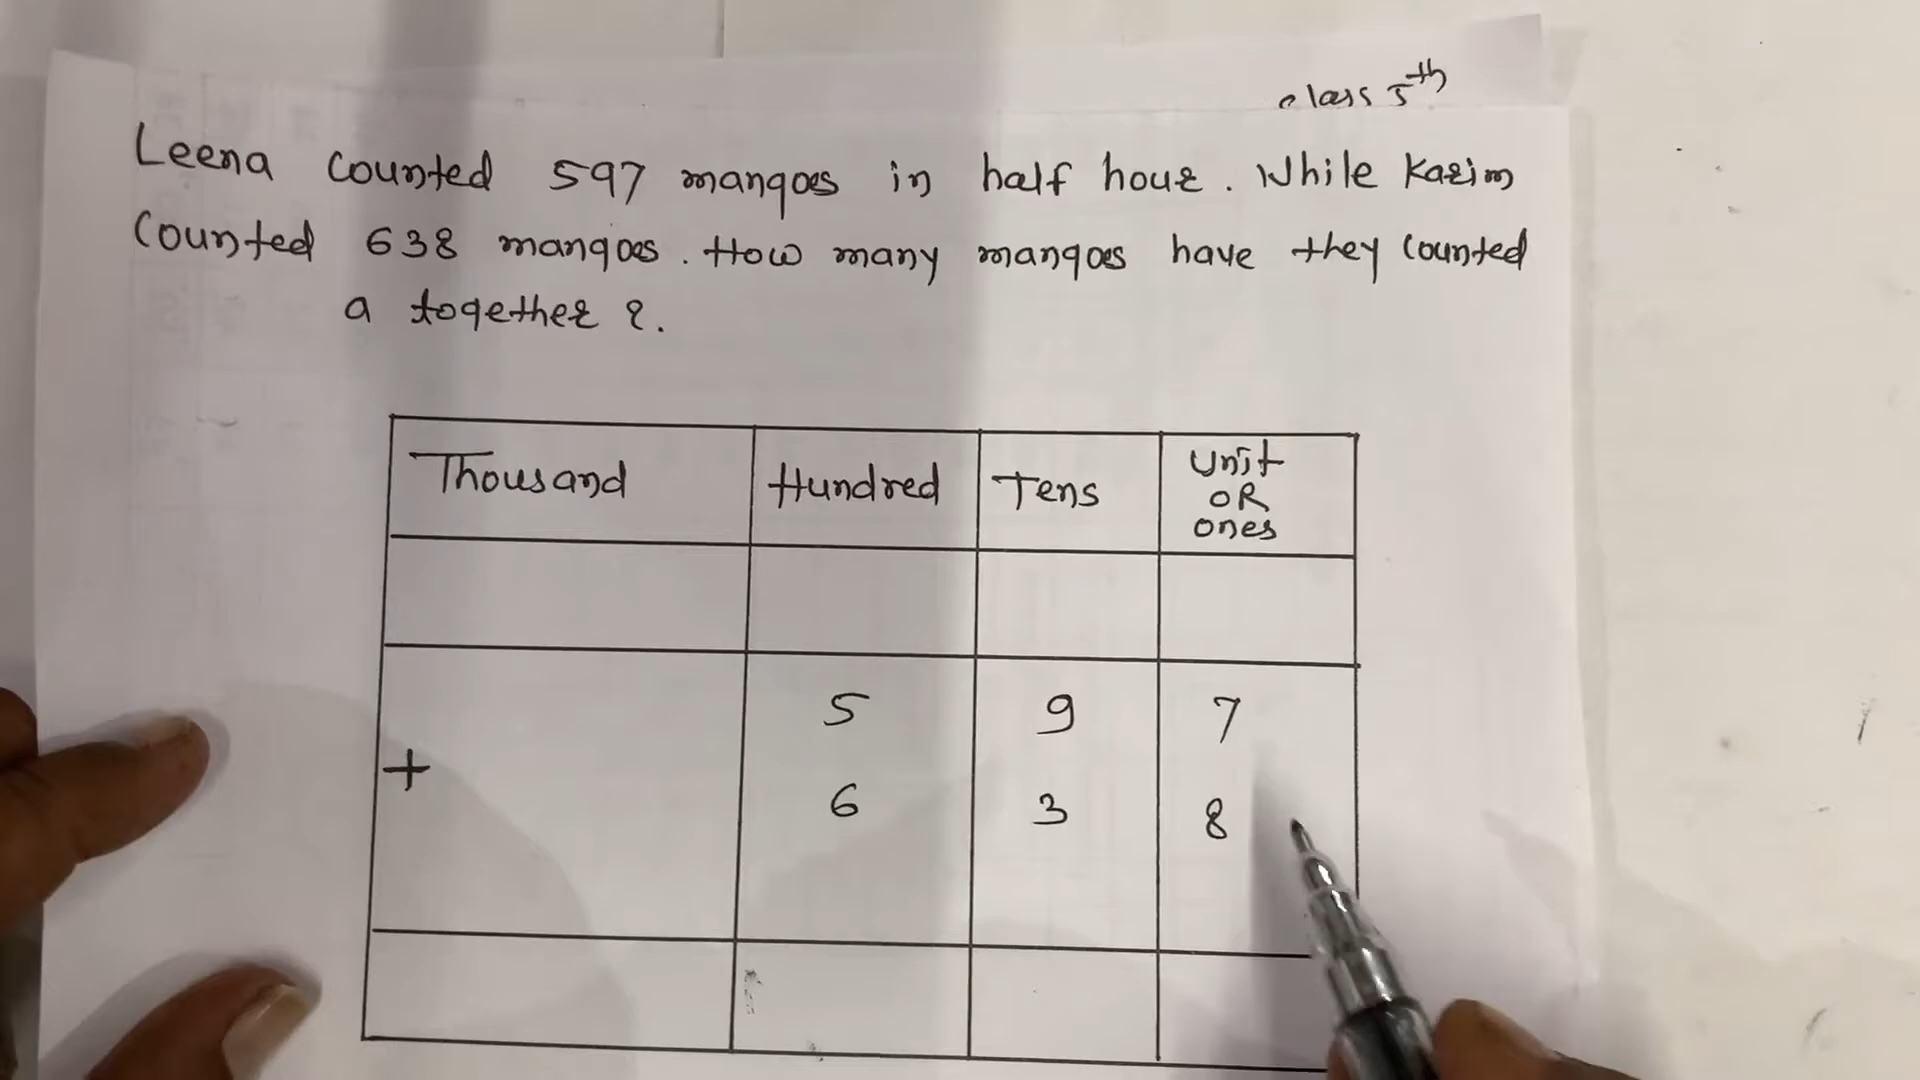 class 5th
Leena counted 597 mangoes in half hour. While Kazim
Counted 638 mangoes. How many mangoes have they counted
a together ?.
Thousand Hundred Tens Unit
OR
ones
5 9 7
+
6 3 8